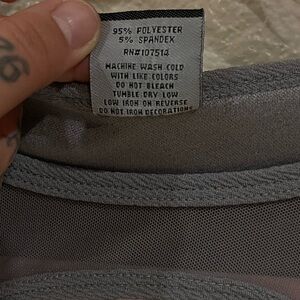 95% POLYESTER
5% SPANDEX
RN#107514
MACHINE WASH COLD
WITH LIKE COLORS
DO NOT BLEACH
TUMBLE DRY LOW
LOW IRON ON REVERSE
DO NOT IRON DECORATIONS
76